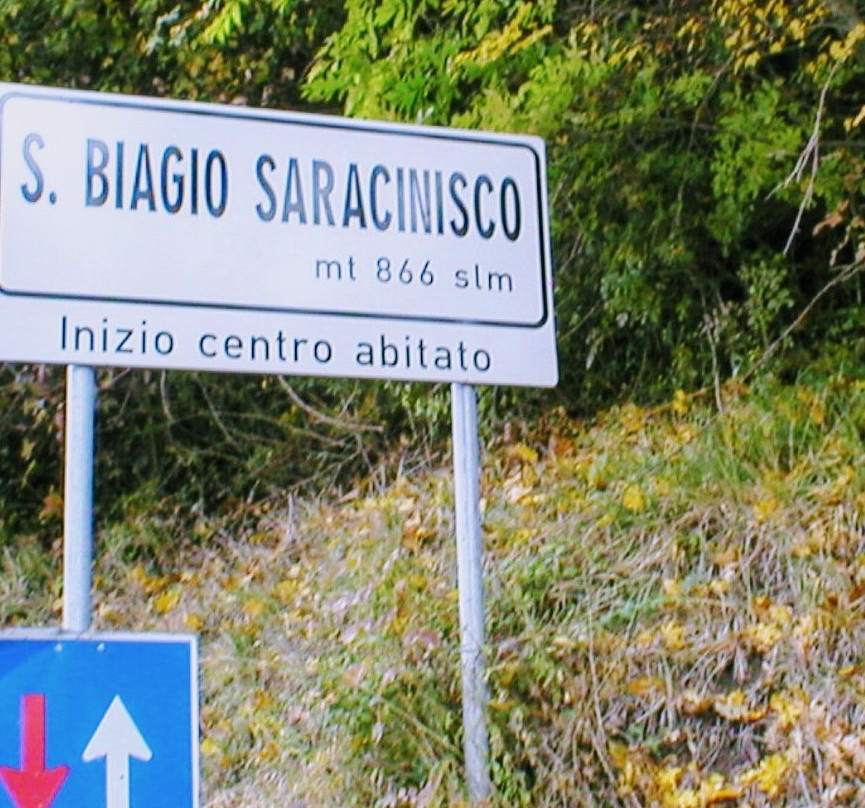 S. BIAGIO SARACINISCO
mt 866 slm
Inizio centro abitato